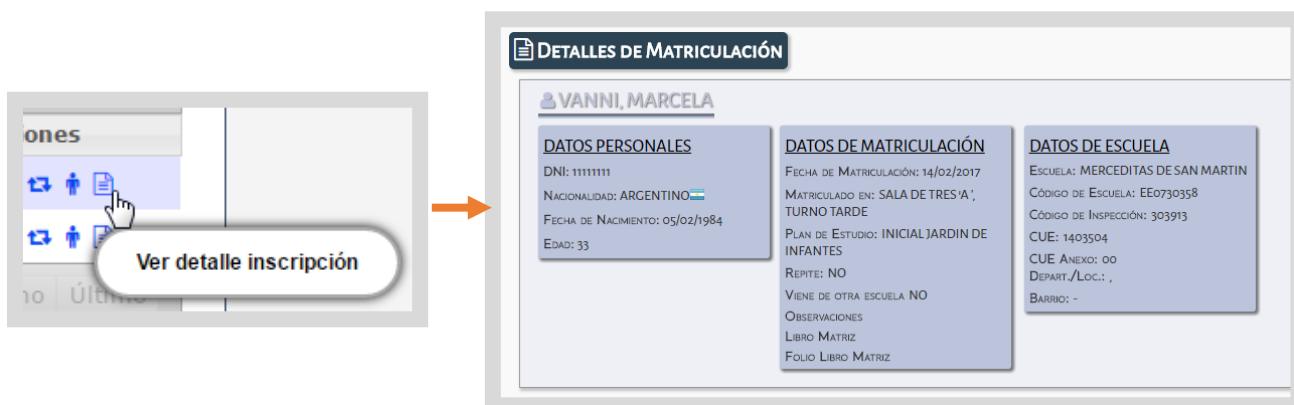 iones
Ver detalle inscripción
no Último
DETALLES DE MATRICULACIÓN
VANNI, MARCELA
DATOS PERSONALES
DNI: 11111111
NACIONALIDAD: ARGENTINO
FECHA DE NACIMIENTO: 05/02/1984
EDAD: 33
DATOS DE MATRICULACIÓN
FECHA DE MATRICULACIÓN: 14/02/2017
MATRICULADO EN: SALA DE TRES 'A',
TURNO TARDE
PLAN DE ESTUDIO: INICIAL JARDIN DE
INFANTES
REPITE: NO
VIENE DE OTRA ESCUELA NO
OBSERVACIONES
LIBRO MATRIZ
FOLIO LIBRO MATRIZ
DATOS DE ESCUELA
ESCUELA: MERCEDITAS DE SAN MARTIN
CÓDIGO DE ESCUELA: EE0730358
CÓDIGO DE INSPECCIÓN: 303913
CUE: 1403504
CUE ANEXO: 00
DEPART./LOC.: ,
BARRIO: -